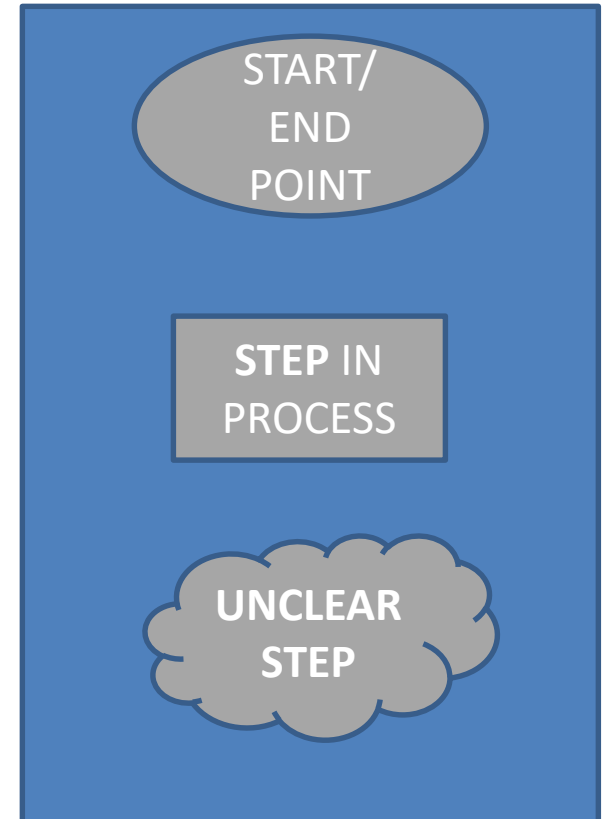 START/
END
POINT
STEP IN
PROCESS
UNCLEAR
STEP